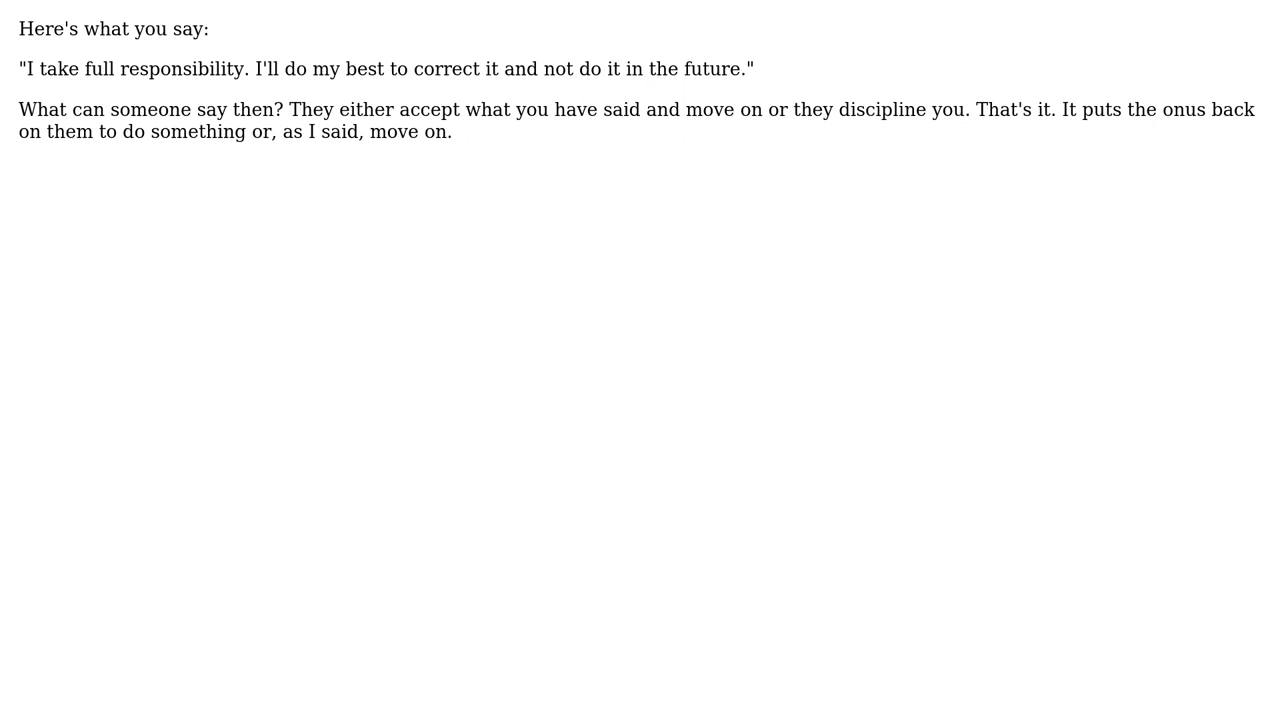 Here's what you say:
"I take full responsibility. I'll do my best to correct it and not do it in the future."
What can someone say then? They either accept what you have said and move on or they discipline you. That's it. It puts the onus back
on them to do something or, as I said, move on.